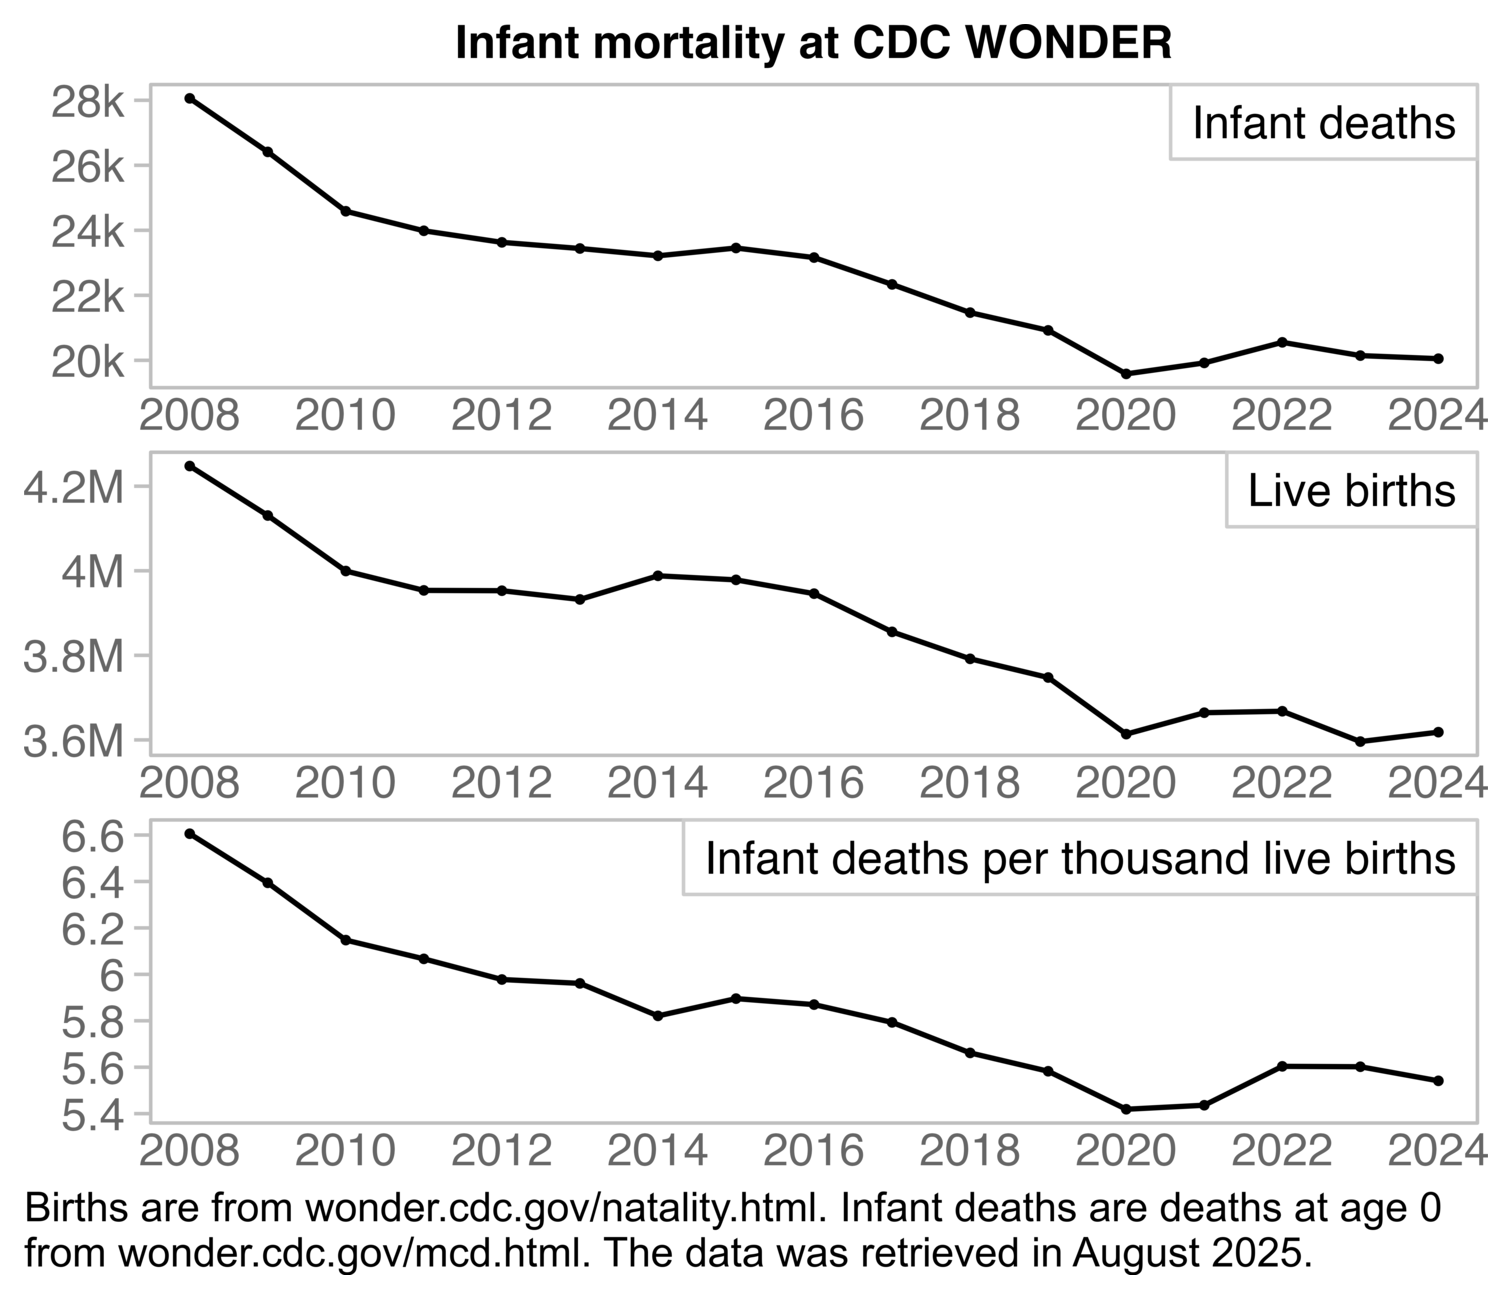 Infant mortality at CDC WONDER
Infant deaths
28k
26k
24k
22k
20k
2008 2010 2012 2014 2016 2018 2020 2022 2024
Live births
4.2M
4M
3.8M
3.6M
2008 2010 2012 2014 2016 2018 2020 2022 2024
Infant deaths per thousand live births
6.6
6.4
6.2
6
5.8
5.6
5.4
2008 2010 2012 2014 2016 2018 2020 2022 2024
Births are from wonder.cdc.gov/natality.html. Infant deaths are deaths at age 0
from wonder.cdc.gov/mcd.html. The data was retrieved in August 2025.